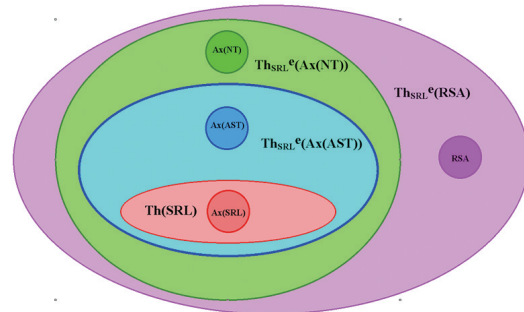 Ax(NT)
Th_SRL^e(Ax(NT))
Th_SRL^e(RSA)
Ax(AST)
Th_SRL^e(Ax(AST))
RSA
Th(SRL)
Ax(SRL)